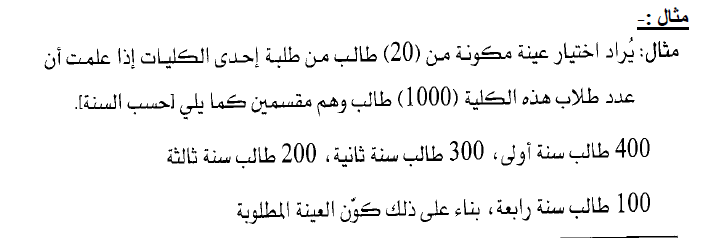 مثال :-
مثال: يُراد اختيار عينة مكونة من (20) طالب من طلبة إحدى الكليات إذا علمت أن
عدد طلاب هذه الكلية (1000) طالب وهم مقسمين كما يلي [حسب السنة].
400 طالب سنة أولى، 300 طالب سنة ثانية، 200 طالب سنة ثالثة
100 طالب سنة رابعة، بناء على ذلك كوّن العينة المطلوبة